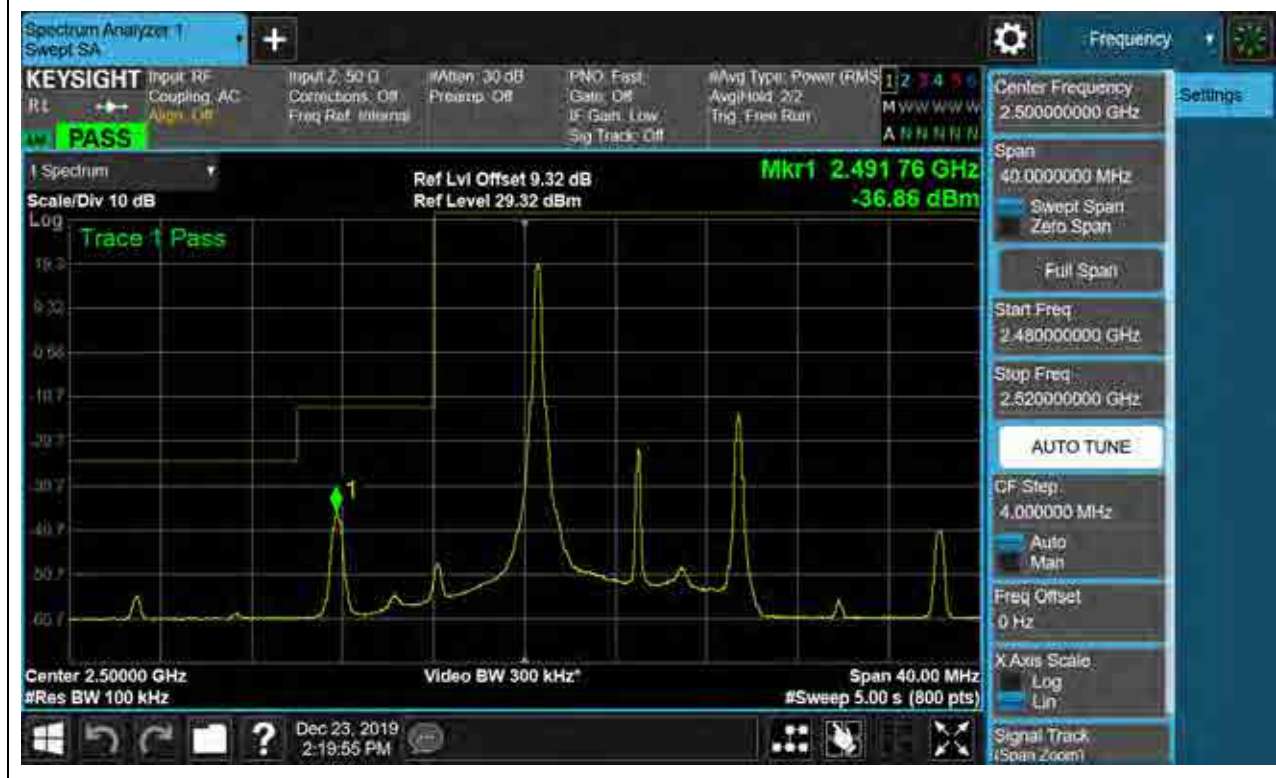 Spectrum Analyzer 1
Swept SA
Frequency
KEYSIGHT
R L
PASS
Input: RF
Coupling: AC
Align: Off
Input Z: 50 Ω
Corrections: Off
Freq Ref: Internal
#Atten: 30 dB
Preamp: Off
PNO: Fast
Gate: Off
IF Gain: Low
Sig Track: Off
#Avg Type: Power (RMS
Avg|Hold: 2/2
Trig: Free Run
1 2 3 4 5 6
M W W W W W
A N N N N N
1 Spectrum
Scale/Div 10 dB
Ref Lvl Offset 9.32 dB
Ref Level 29.32 dBm
Mkr1 2.491 76 GHz
-36.86 dBm
Log
Trace 1 Pass
19.3
9.32
-0.68
-10.7
-20.7
-30.7
-40.7
-50.7
-60.7
1
Center 2.50000 GHz
#Res BW 100 kHz
Video BW 300 kHz*
Span 40.00 MHz
#Sweep 5.00 s (800 pts)
Center Frequency
2.500000000 GHz
Settings
Span
40.0000000 MHz
Swept Span
Zero Span
Full Span
Start Freq
2.480000000 GHz
Stop Freq
2.520000000 GHz
AUTO TUNE
CF Step
4.000000 MHz
Auto
Man
Freq Offset
0 Hz
X Axis Scale
Log
Lin
Signal Track
(Span Zoom)
?
Dec 23, 2019
2:19:55 PM